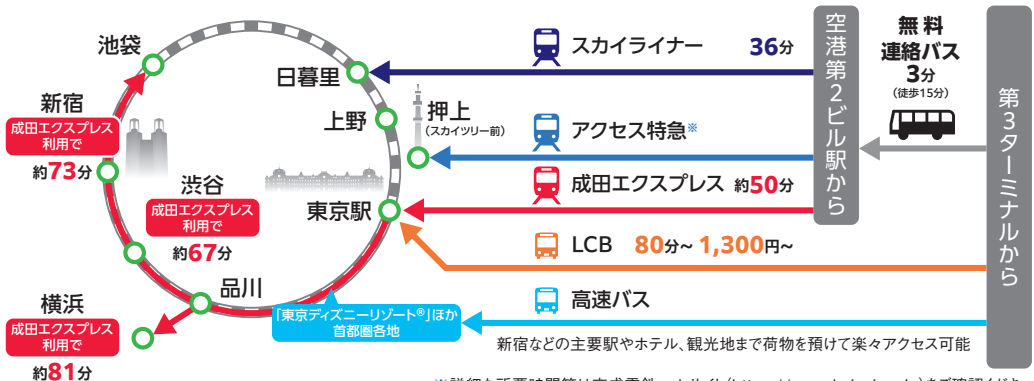 池袋
日暮里
上野
押上
(スカイツリー前)
新宿
成田エクスプレス
利用で
約73分
渋谷
成田エクスプレス
利用で
約67分
東京駅
品川
横浜
成田エクスプレス
利用で
約81分
スカイライナー 36分
アクセス特急※
成田エクスプレス 約50分
LCB 80分~ 1,300円~
高速バス
「東京ディズニーリゾート®」ほか
首都圏各地
新宿などの主要駅やホテル、観光地まで荷物を預けて楽々アクセス可能
空港第2ビル駅から
無料
連絡バス
3分
(徒歩15分)
第3ターミナルから